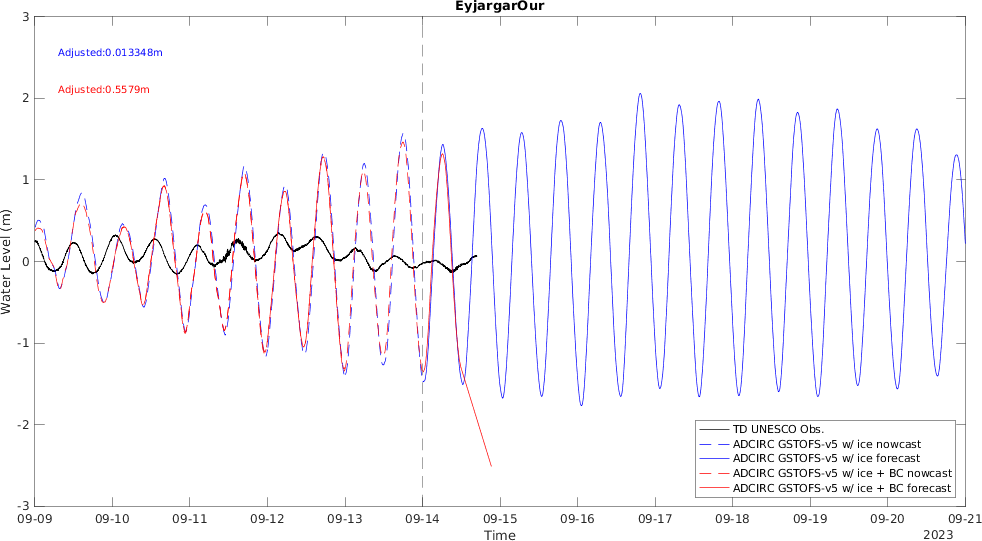 EyjargarOur
Adjusted:0.013348m
Adjusted:0.5579m
3
2
1
0
-1
-2
-3
Water Level (m)
TD UNESCO Obs.
ADCIRC GSTOFS-v5 w/ ice nowcast
ADCIRC GSTOFS-v5 w/ ice forecast
ADCIRC GSTOFS-v5 w/ ice + BC nowcast
ADCIRC GSTOFS-v5 w/ ice + BC forecast
09-09 09-10 09-11 09-12 09-13 09-14 09-15 09-16 09-17 09-18 09-19 09-20 09-21
Time
2023